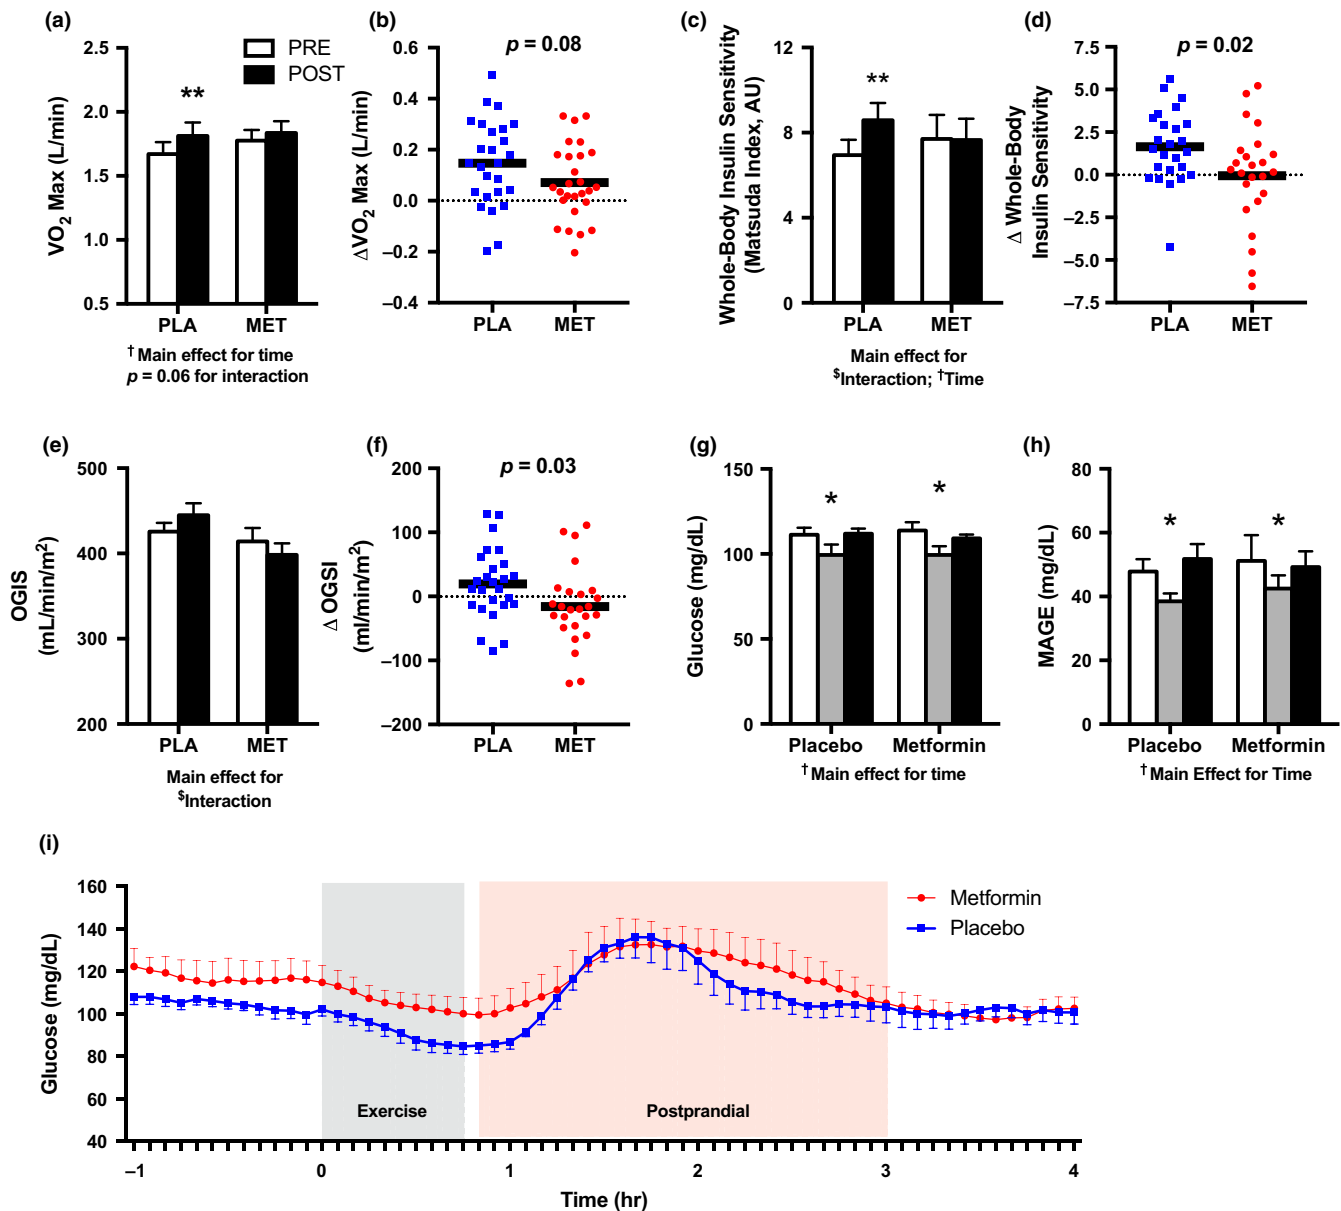 (a)
VO2 Max (L/min)
2.5
2.0
1.5
1.0
0.5
PRE
POST
**
PLA MET
†Main effect for time
p = 0.06 for interaction
(b)
ΔVO2 Max (L/min)
0.6
0.4
0.2
0.0
–0.2
–0.4
p = 0.08
PLA MET
(c)
Whole-Body Insulin Sensitivity
(Matsuda Index, AU)
12
8
4
0
**
PLA MET
Main effect for
$Interaction; †Time
(d)
Δ Whole-Body
Insulin Sensitivity
7.5
5.0
2.5
0.0
–2.5
–5.0
–7.5
p = 0.02
PLA MET
(e)
OGIS
(mL/min/m2)
500
400
300
200
PLA MET
Main effect for
$Interaction
(f)
Δ OGSI
(ml/min/m2)
200
100
0
–100
–200
p = 0.03
PLA MET
(g)
Glucose (mg/dL)
150
100
50
0
* *
Placebo Metformin
†Main effect for time
(h)
MAGE (mg/dL)
80
60
40
20
0
* *
Placebo Metformin
†Main Effect for Time
(i)
Glucose (mg/dL)
160
140
120
100
80
60
40
Metformin
Placebo
Exercise
Postprandial
–1 0 1 2 3 4
Time (hr)